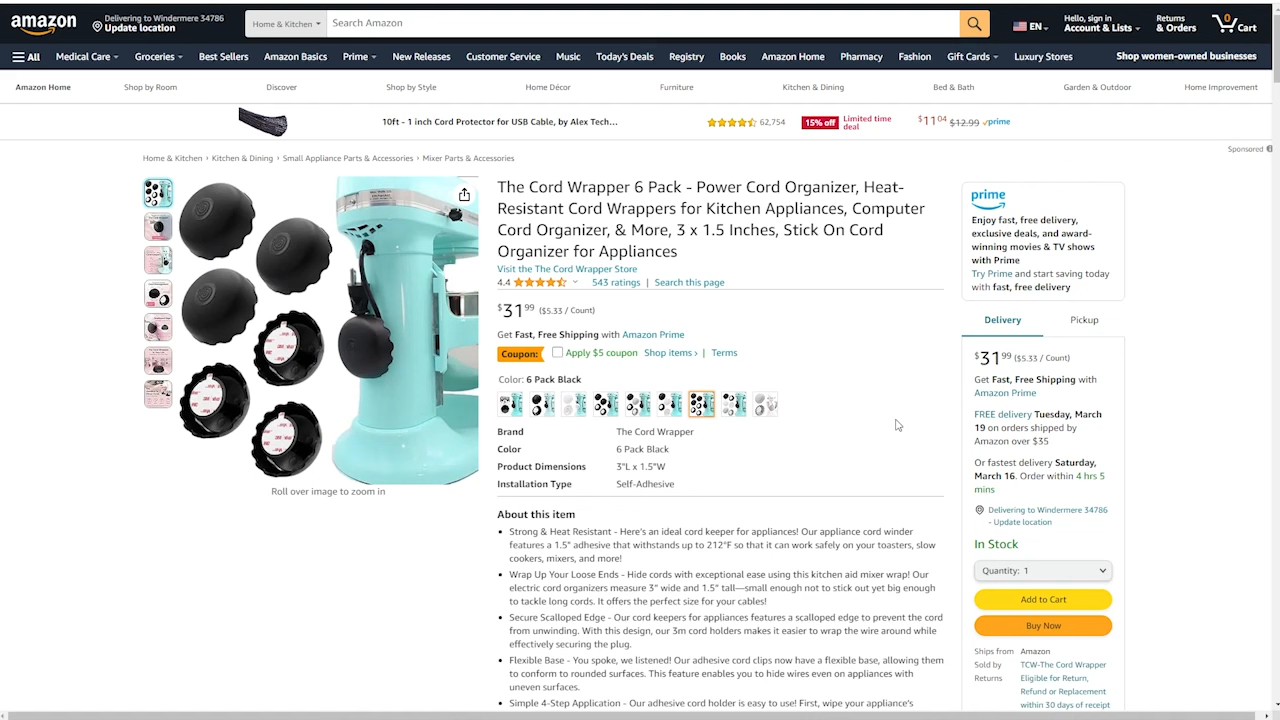 amazon
Delivering to Windermere 34786
Update location
Home & Kitchen
Search Amazon
EN
Hello, sign in
Account & Lists
Returns
& Orders
0
Cart
All
Medical Care
Groceries
Best Sellers
Amazon Basics
Prime
New Releases
Customer Service
Music
Today's Deals
Registry
Books
Amazon Home
Pharmacy
Fashion
Gift Cards
Luxury Stores
Shop women-owned businesses
Amazon Home
Shop by Room
Discover
Shop by Style
Home Décor
Furniture
Kitchen & Dining
Bed & Bath
Garden & Outdoor
Home Improvement
10ft - 1 inch Cord Protector for USB Cable, by Alex Tech...
62,754
15% off
Limited time
deal
$1104 $12.99 prime
Sponsored
Home & Kitchen › Kitchen & Dining › Small Appliance Parts & Accessories › Mixer Parts & Accessories
Roll over image to zoom in
The Cord Wrapper 6 Pack - Power Cord Organizer, Heat-
Resistant Cord Wrappers for Kitchen Appliances, Computer
Cord Organizer, & More, 3 x 1.5 Inches, Stick On Cord
Organizer for Appliances
Visit the The Cord Wrapper Store
4.4 543 ratings | Search this page
$3199 ($5.33 / Count)
Get Fast, Free Shipping with Amazon Prime
Coupon: Apply $5 coupon Shop items › | Terms
Color: 6 Pack Black
Brand The Cord Wrapper
Color 6 Pack Black
Product Dimensions 3"L x 1.5"W
Installation Type Self-Adhesive
About this item
• Strong & Heat Resistant - Here's an ideal cord keeper for appliances! Our appliance cord winder
features a 1.5" adhesive that withstands up to 212°F so that it can work safely on your toasters, slow
cookers, mixers, and more!
• Wrap Up Your Loose Ends - Hide cords with exceptional ease using this kitchen aid mixer wrap! Our
electric cord organizers measure 3" wide and 1.5" tall—small enough not to stick out yet big enough
to tackle long cords. It offers the perfect size for your cables!
• Secure Scalloped Edge - Our cord keepers for appliances features a scalloped edge to prevent the cord
from unwinding. With this design, our 3m cord holders makes it easier to wrap the wire around while
effectively securing the plug.
• Flexible Base - You spoke, we listened! Our adhesive cord clips now have a flexible base, allowing them
to conform to rounded surfaces. This feature enables you to hide wires even on appliances with
uneven surfaces.
• Simple 4-Step Application - Our adhesive cord holder is easy to use! First, wipe your appliance's
prime
Enjoy fast, free delivery,
exclusive deals, and award-
winning movies & TV shows
with Prime
Try Prime and start saving today
with fast, free delivery
Delivery
Pickup
$3199 ($5.33 / Count)
Get Fast, Free Shipping with
Amazon Prime
FREE delivery Tuesday, March
19 on orders shipped by
Amazon over $35
Or fastest delivery Saturday,
March 16. Order within 4 hrs 5
mins
Delivering to Windermere 34786
- Update location
In Stock
Quantity: 1
Add to Cart
Buy Now
Ships from Amazon
Sold by TCW-The Cord Wrapper
Returns Eligible for Return,
Refund or Replacement
within 30 days of receipt